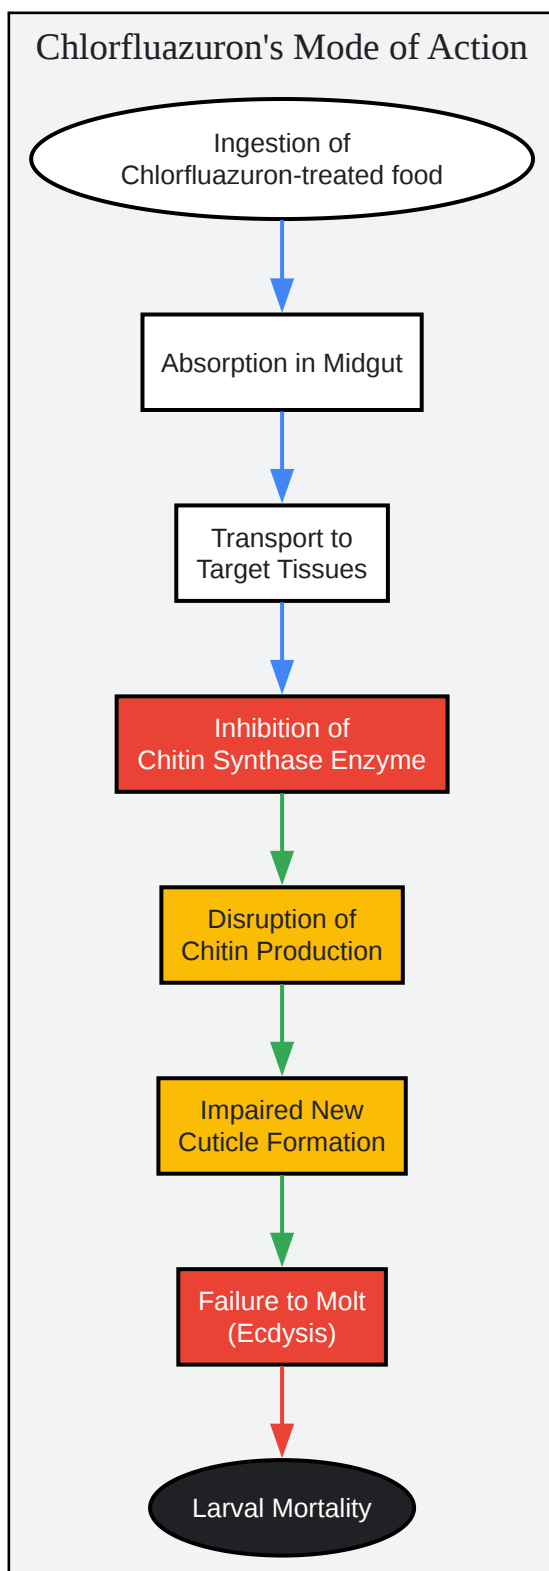 Chlorfluazuron's Mode of Action
Ingestion of
Chlorfluazuron-treated food
Absorption in Midgut
Transport to
Target Tissues
Inhibition of
Chitin Synthase Enzyme
Disruption of
Chitin Production
Impaired New
Cuticle Formation
Failure to Molt
(Ecdysis)
Larval Mortality